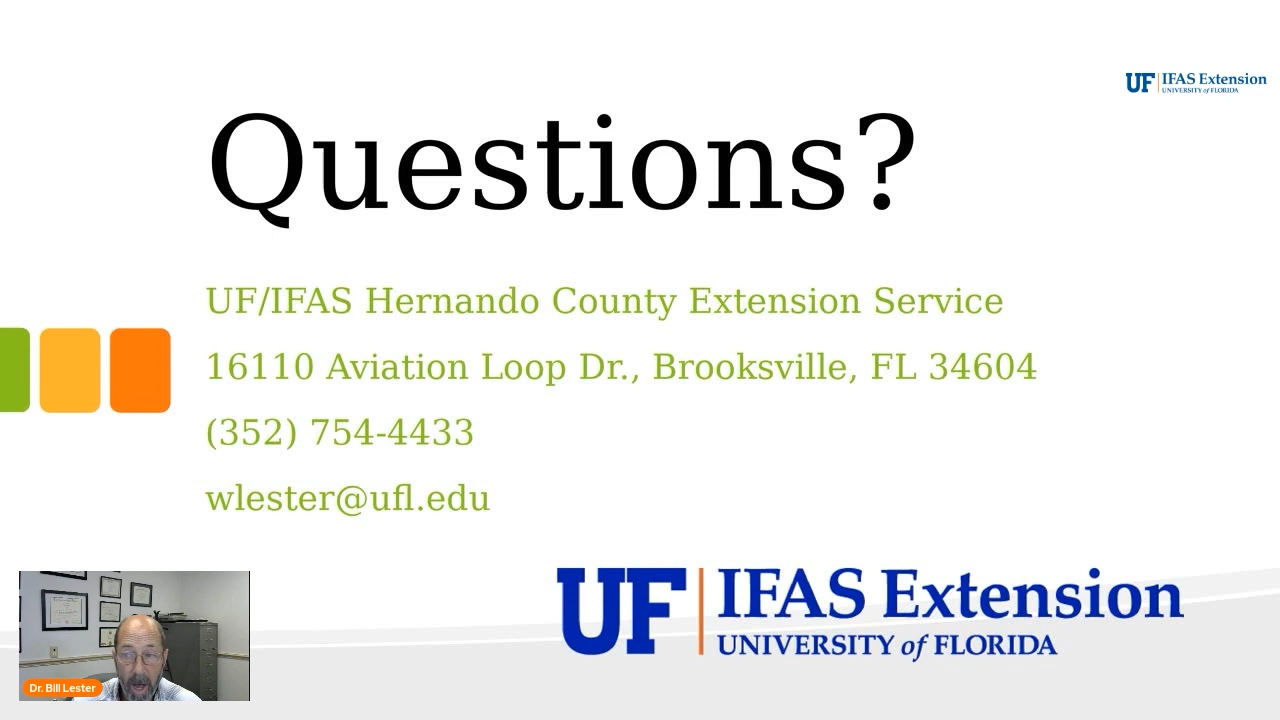 UF IFAS Extension
UNIVERSITY of FLORIDA
Questions?
UF/IFAS Hernando County Extension Service
16110 Aviation Loop Dr., Brooksville, FL 34604
(352) 754-4433
wlester@ufl.edu
UF IFAS Extension
UNIVERSITY of FLORIDA
Dr. Bill Lester